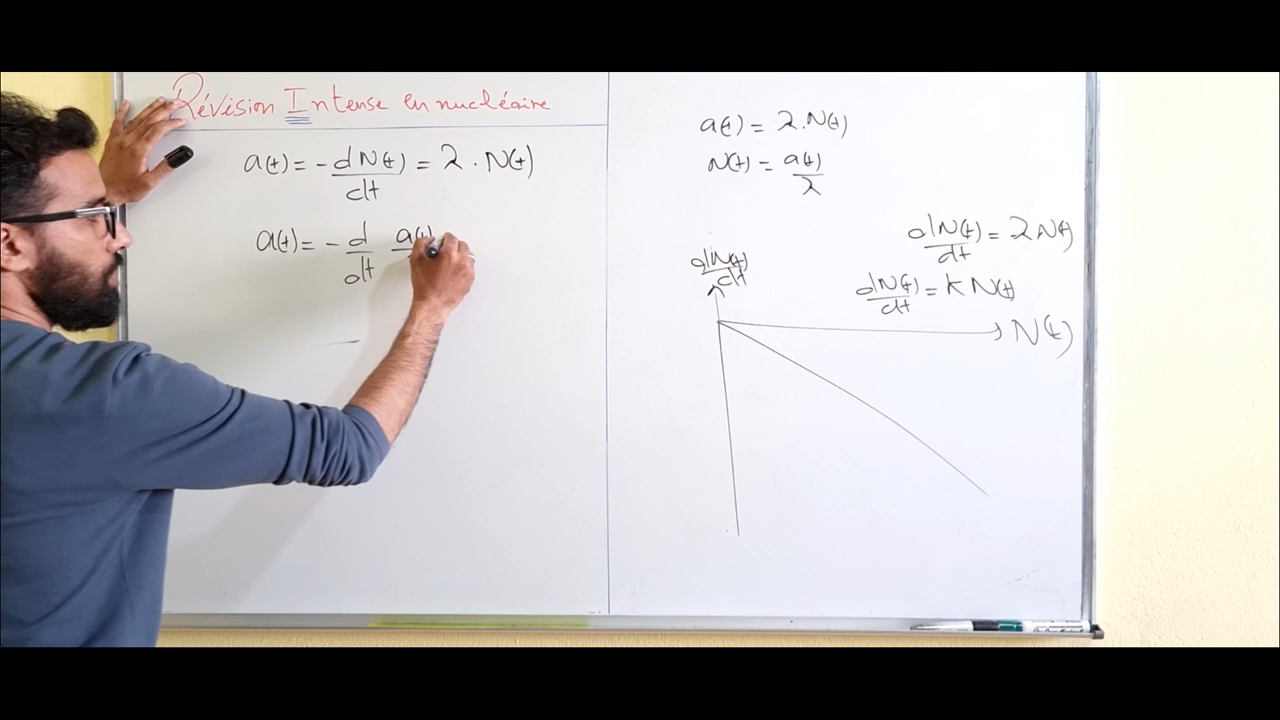 Révision Intense en nucléaire
a(t) = - dN(t)/dt = λ . N(t)
a(t) = - d/dt a(t)
a(t) = λ . N(t)
N(t) = a(t)/λ
dN(t)/dt = -λN(t)
dN(t)/dt = K N(t)
dN(t)/dt
N(t)